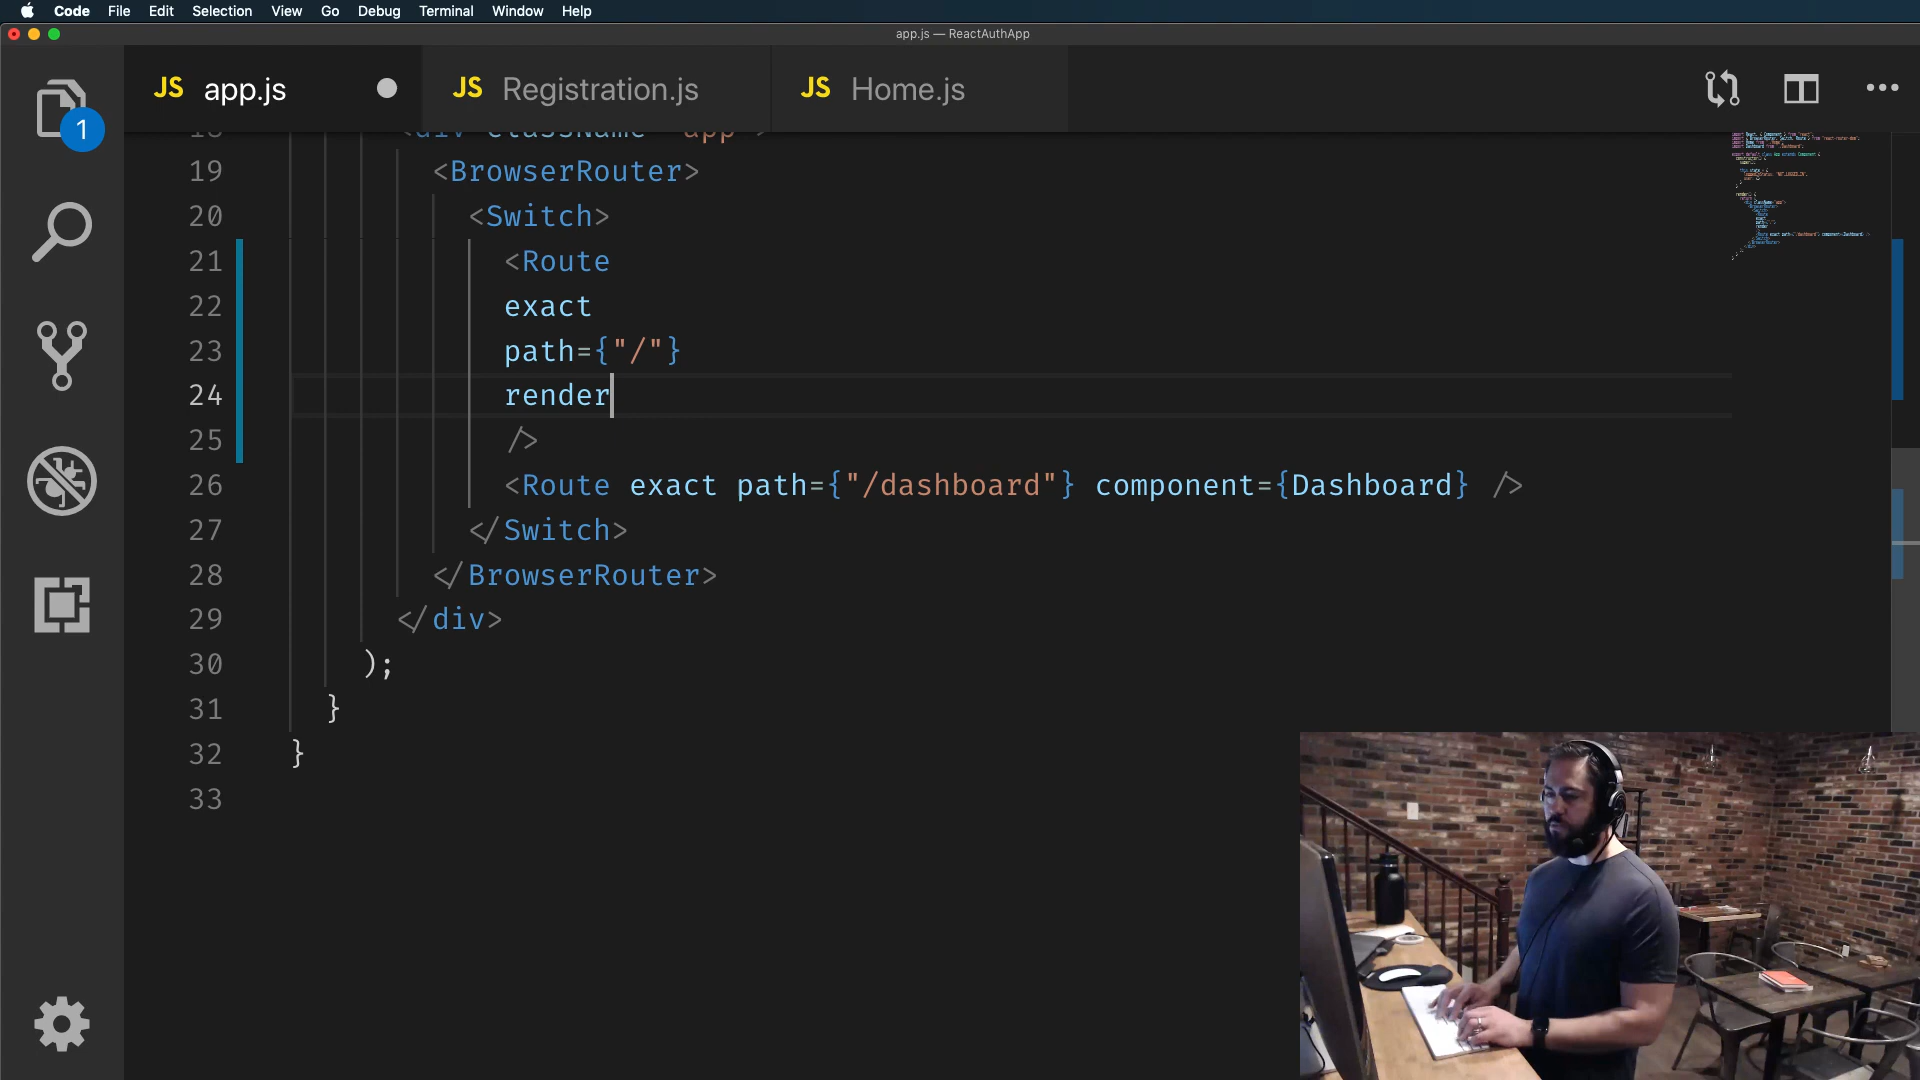 Code File Edit Selection View Go Debug Terminal Window Help
app.js — ReactAuthApp
JS app.js JS Registration.js JS Home.js
1
19 <BrowserRouter>
20 <Switch>
21 <Route
22 exact
23 path={"/"}
24 render
25 />
26 <Route exact path={"/dashboard"} component={Dashboard} />
27 </Switch>
28 </BrowserRouter>
29 </div>
30 );
31 }
32 }
33